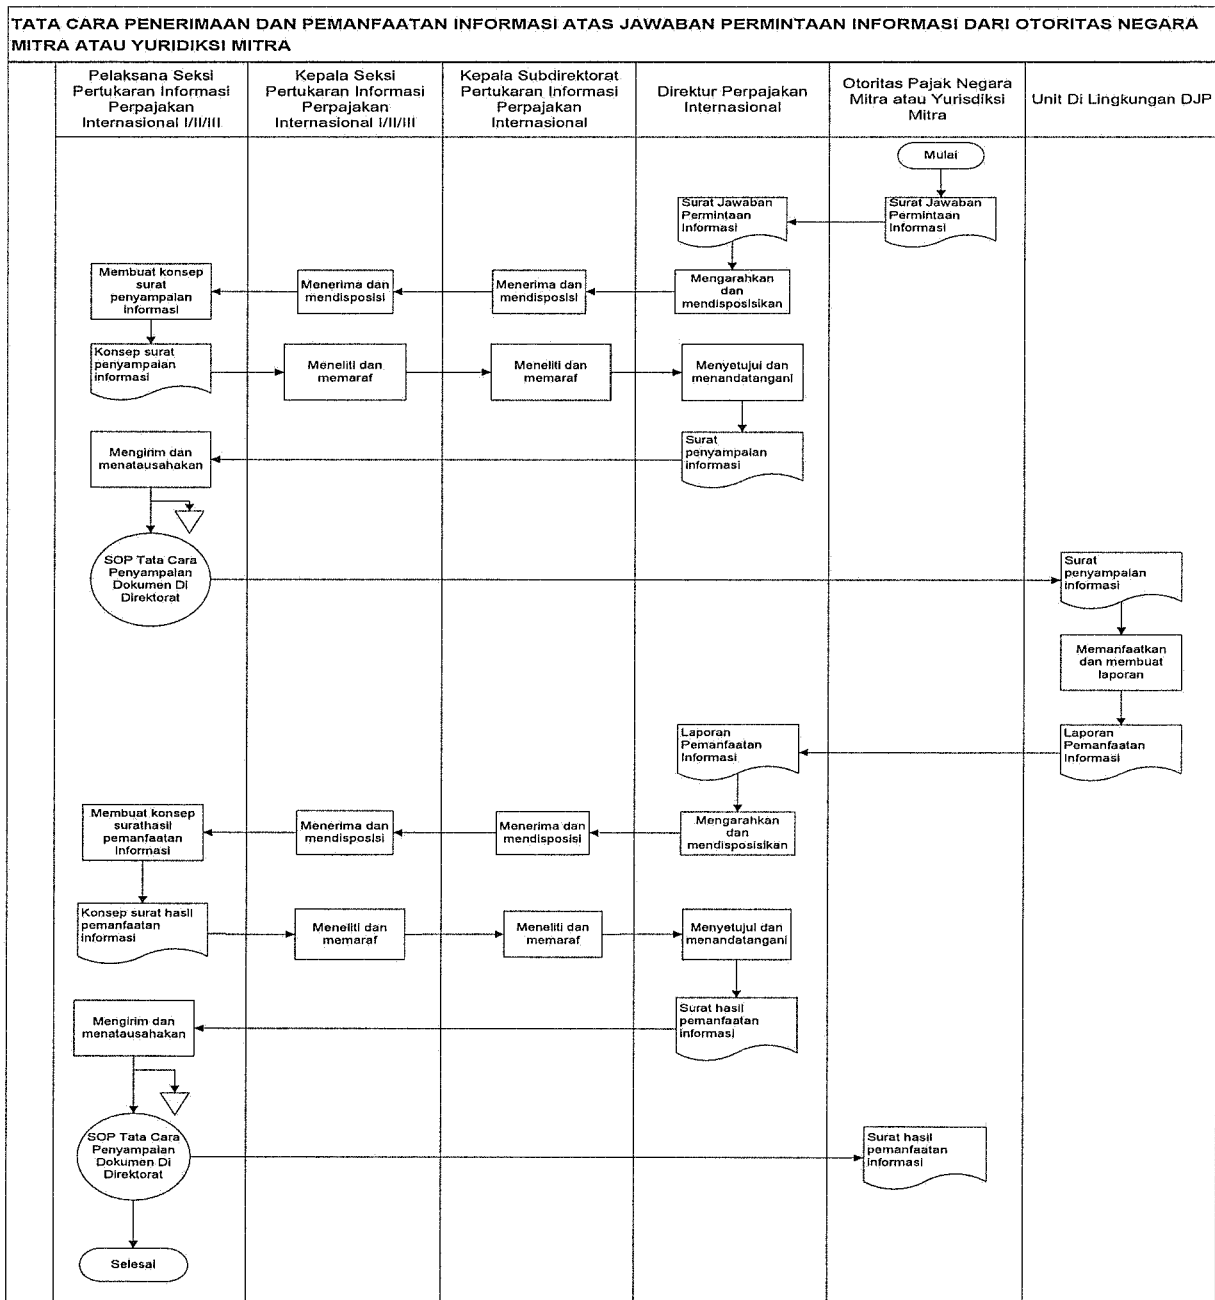 TATA CARA PENERIMAAN DAN PEMANFAATAN INFORMASI ATAS JAWABAN PERMINTAAN INFORMASI DARI OTORITAS NEGARA
MITRA ATAU YURIDIKSI MITRA
Pelaksana Seksi
Pertukaran Informasi
Perpajakan
Internasional I/II/III
Kepala Seksi
Pertukaran Informasi
Perpajakan
Internasional I/II/III
Kepala Subdirektorat
Pertukaran Informasi
Perpajakan
Internasional
Direktur Perpajakan
Internasional
Otoritas Pajak Negara
Mitra atau Yurisdiksi
Mitra
Unit Di Lingkungan DJP
Mulai
Surat Jawaban
Permintaan
Informasi
Surat Jawaban
Permintaan
Informasi
Membuat konsep
surat
penyampaian
informasi
Menerima dan
mendisposisi
Menerima dan
mendisposisi
Mengarahkan
dan
mendisposisikan
Konsep surat
penyampaian
informasi
Meneliti dan
memaraf
Meneliti dan
memaraf
Menyetujui dan
menandatangani
Mengirim dan
menatausahakan
Surat
penyampaian
informasi
SOP Tata Cara
Penyampaian
Dokumen Di
Direktorat
Surat
penyampaian
informasi
Memanfaatkan
dan membuat
laporan
Laporan
Pemanfaatan
Informasi
Laporan
Pemanfaatan
Informasi
Membuat konsep
surathasil
pemanfaatan
informasi
Menerima dan
mendisposisi
Menerima dan
mendisposisi
Mengarahkan
dan
mendisposisikan
Konsep surat hasil
pemanfaatan
informasi
Meneliti dan
memaraf
Meneliti dan
memaraf
Menyetujui dan
menandatangani
Mengirim dan
menatausahakan
Surat hasil
pemanfaatan
informasi
SOP Tata Cara
Penyampaian
Dokumen Di
Direktorat
Surat hasil
pemanfaatan
informasi
Selesai